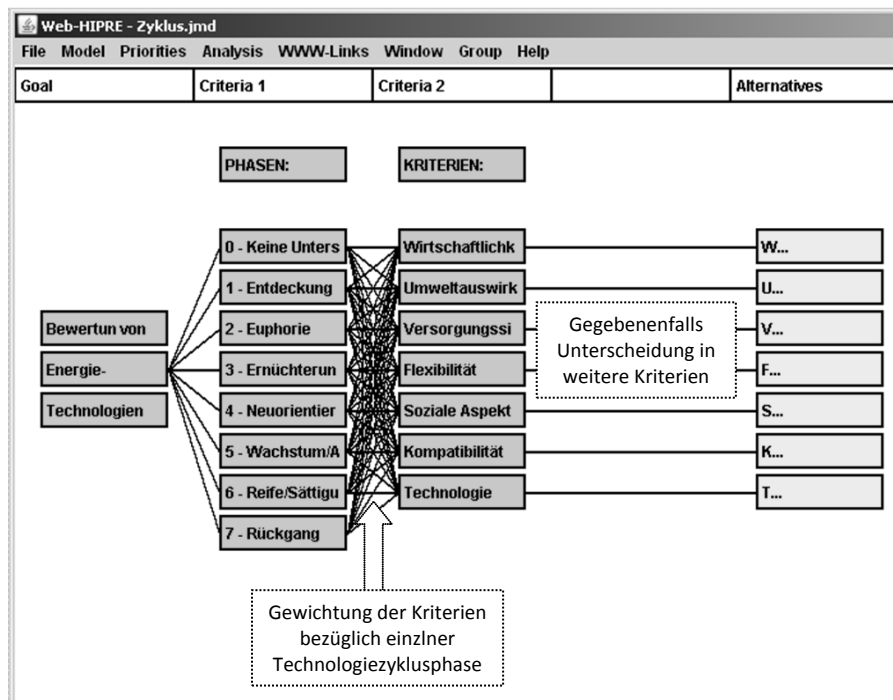 Web-HIPRE - Zyklus.jmd
File Model Priorities Analysis WWW-Links Window Group Help
Goal Criteria 1 Criteria 2 Alternatives
PHASEN: KRITERIEN:
0 - Keine Unters Wirtschaftlichk W...
1 - Entdeckung Umweltauswirk U...
Bewertun von 2 - Euphorie Versorgungssi V...
Energie- 3 - Ernüchterun Flexibilität F...
Technologien 4 - Neuorientier Soziale Aspekt S...
5 - Wachstum/A Kompatibilität K...
6 - Reife/Sättigu Technologie T...
7 - Rückgang
Gegebenenfalls
Unterscheidung in
weitere Kriterien
Gewichtung der Kriterien
bezüglich einzlner
Technologiezyklusphase